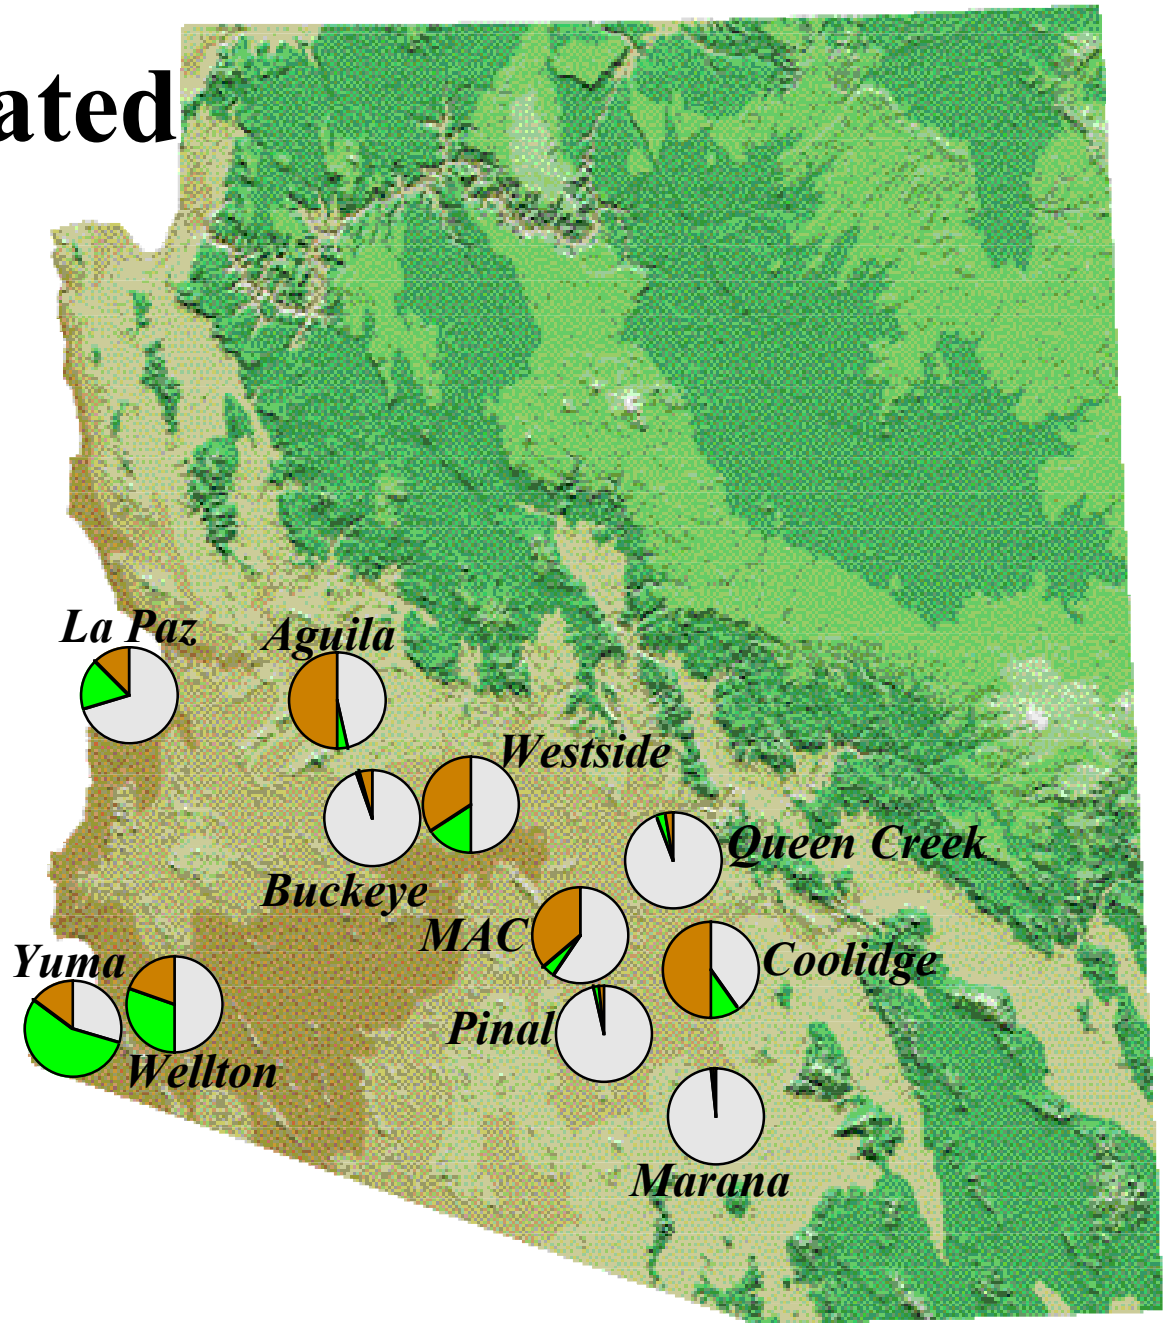 ated
La Paz
Aguila
Westside
Queen Creek
Buckeye
MAC
Coolidge
Yuma
Pinal
Wellton
Marana